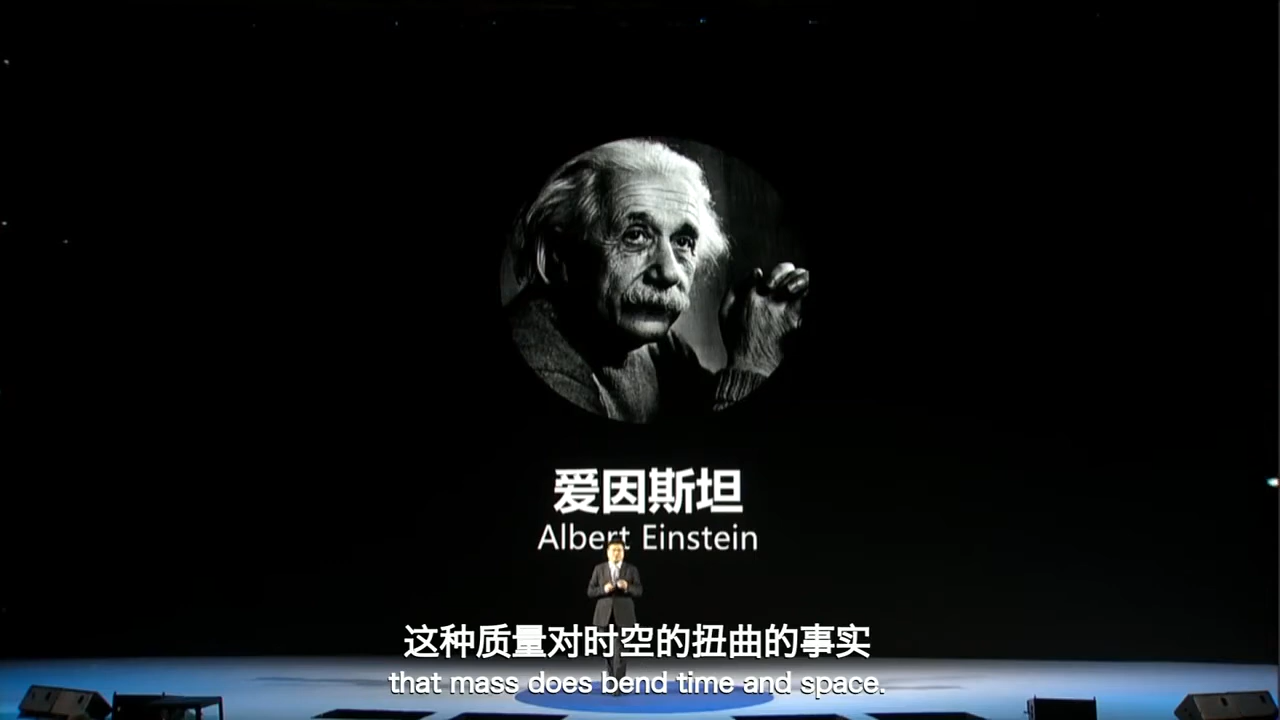 爱因斯坦
Albert Einstein
这种质量对时空的扭曲的事实
that mass does bend time and space.